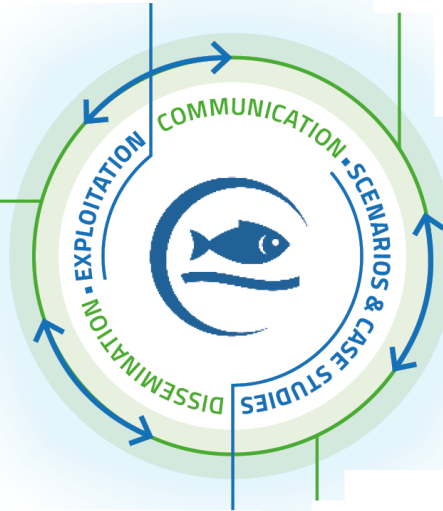 COMMUNICATION ▪ SCENARIOS & CASE STUDIES
DISSEMINATION ▪ EXPLOITATION